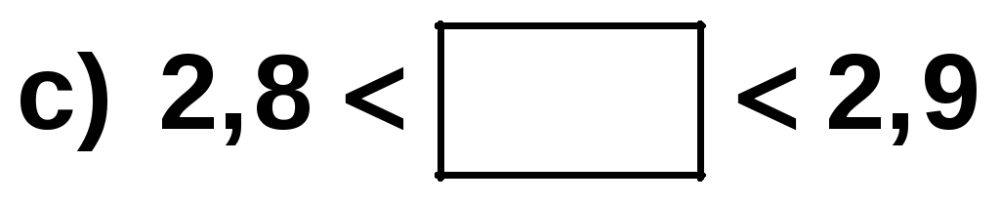 c) 2,8 < < 2,9